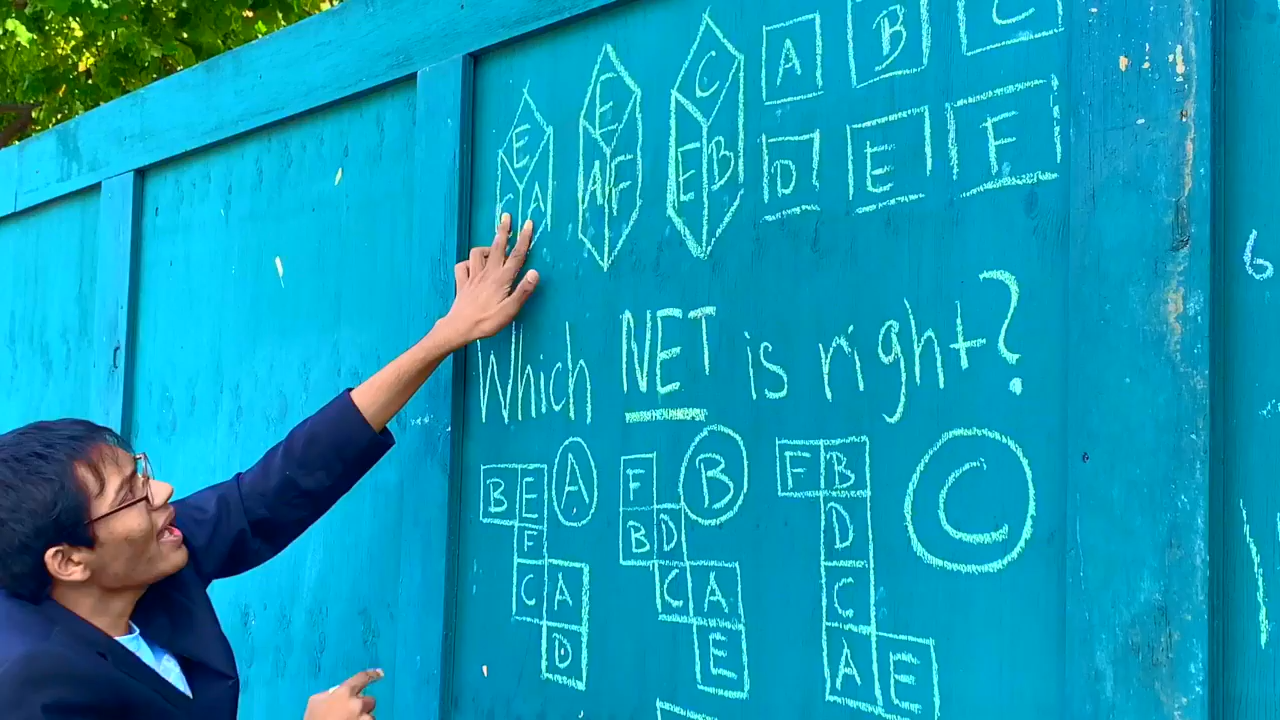 E C A
E A F
C E B
A B C
D E F
6
Which NET is right?
B E
F
C A
D
A
F
B D
C A
E
B
F B
D
C
A E
C